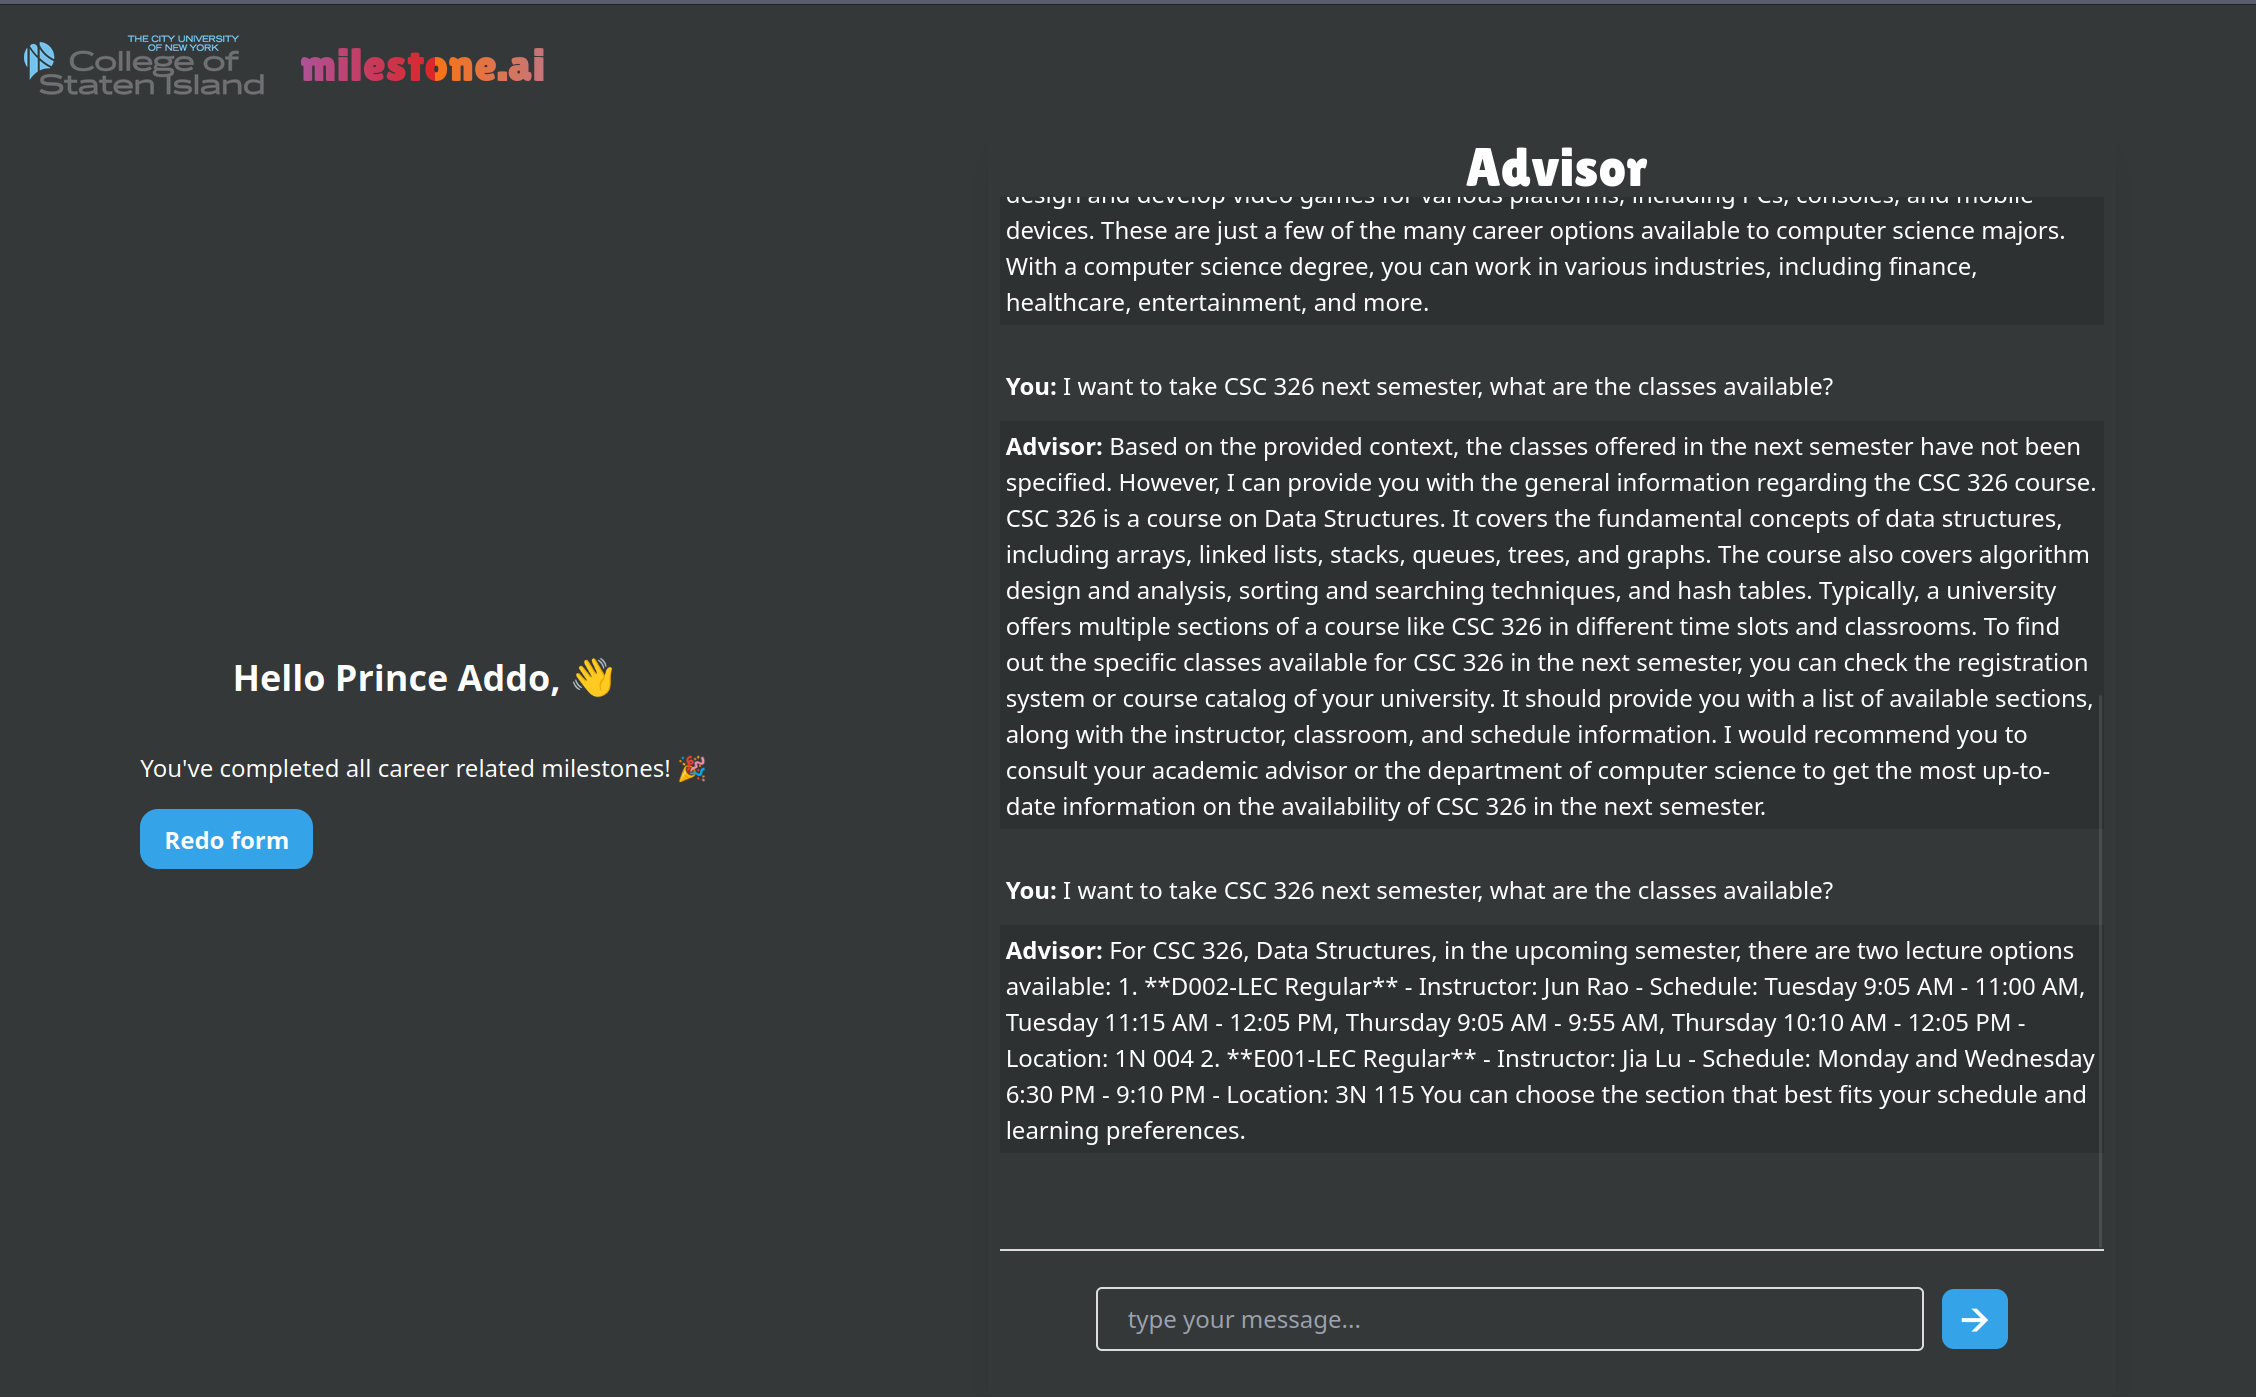 THE CITY UNIVERSITY
OF NEW YORK
College of
Staten Island
milestone.ai
Advisor
design and develop video games for various platforms, including PCs, consoles, and mobile
devices. These are just a few of the many career options available to computer science majors.
With a computer science degree, you can work in various industries, including finance,
healthcare, entertainment, and more.
You: I want to take CSC 326 next semester, what are the classes available?
Advisor: Based on the provided context, the classes offered in the next semester have not been
specified. However, I can provide you with the general information regarding the CSC 326 course.
CSC 326 is a course on Data Structures. It covers the fundamental concepts of data structures,
including arrays, linked lists, stacks, queues, trees, and graphs. The course also covers algorithm
design and analysis, sorting and searching techniques, and hash tables. Typically, a university
offers multiple sections of a course like CSC 326 in different time slots and classrooms. To find
out the specific classes available for CSC 326 in the next semester, you can check the registration
system or course catalog of your university. It should provide you with a list of available sections,
along with the instructor, classroom, and schedule information. I would recommend you to
consult your academic advisor or the department of computer science to get the most up-to-
date information on the availability of CSC 326 in the next semester.
You: I want to take CSC 326 next semester, what are the classes available?
Advisor: For CSC 326, Data Structures, in the upcoming semester, there are two lecture options
available: 1. **D002-LEC Regular** - Instructor: Jun Rao - Schedule: Tuesday 9:05 AM - 11:00 AM,
Tuesday 11:15 AM - 12:05 PM, Thursday 9:05 AM - 9:55 AM, Thursday 10:10 AM - 12:05 PM -
Location: 1N 004 2. **E001-LEC Regular** - Instructor: Jia Lu - Schedule: Monday and Wednesday
6:30 PM - 9:10 PM - Location: 3N 115 You can choose the section that best fits your schedule and
learning preferences.
type your message...
Hello Prince Addo, 👋
You've completed all career related milestones! 🎉
Redo form